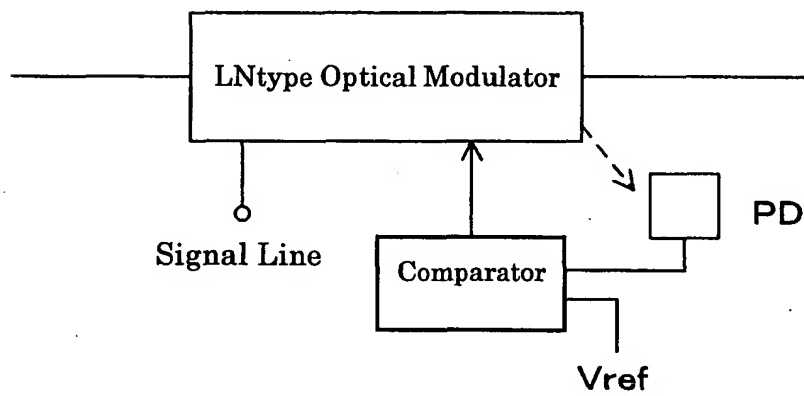 LNtype Optical Modulator
PD
Signal Line
Comparator
Vref